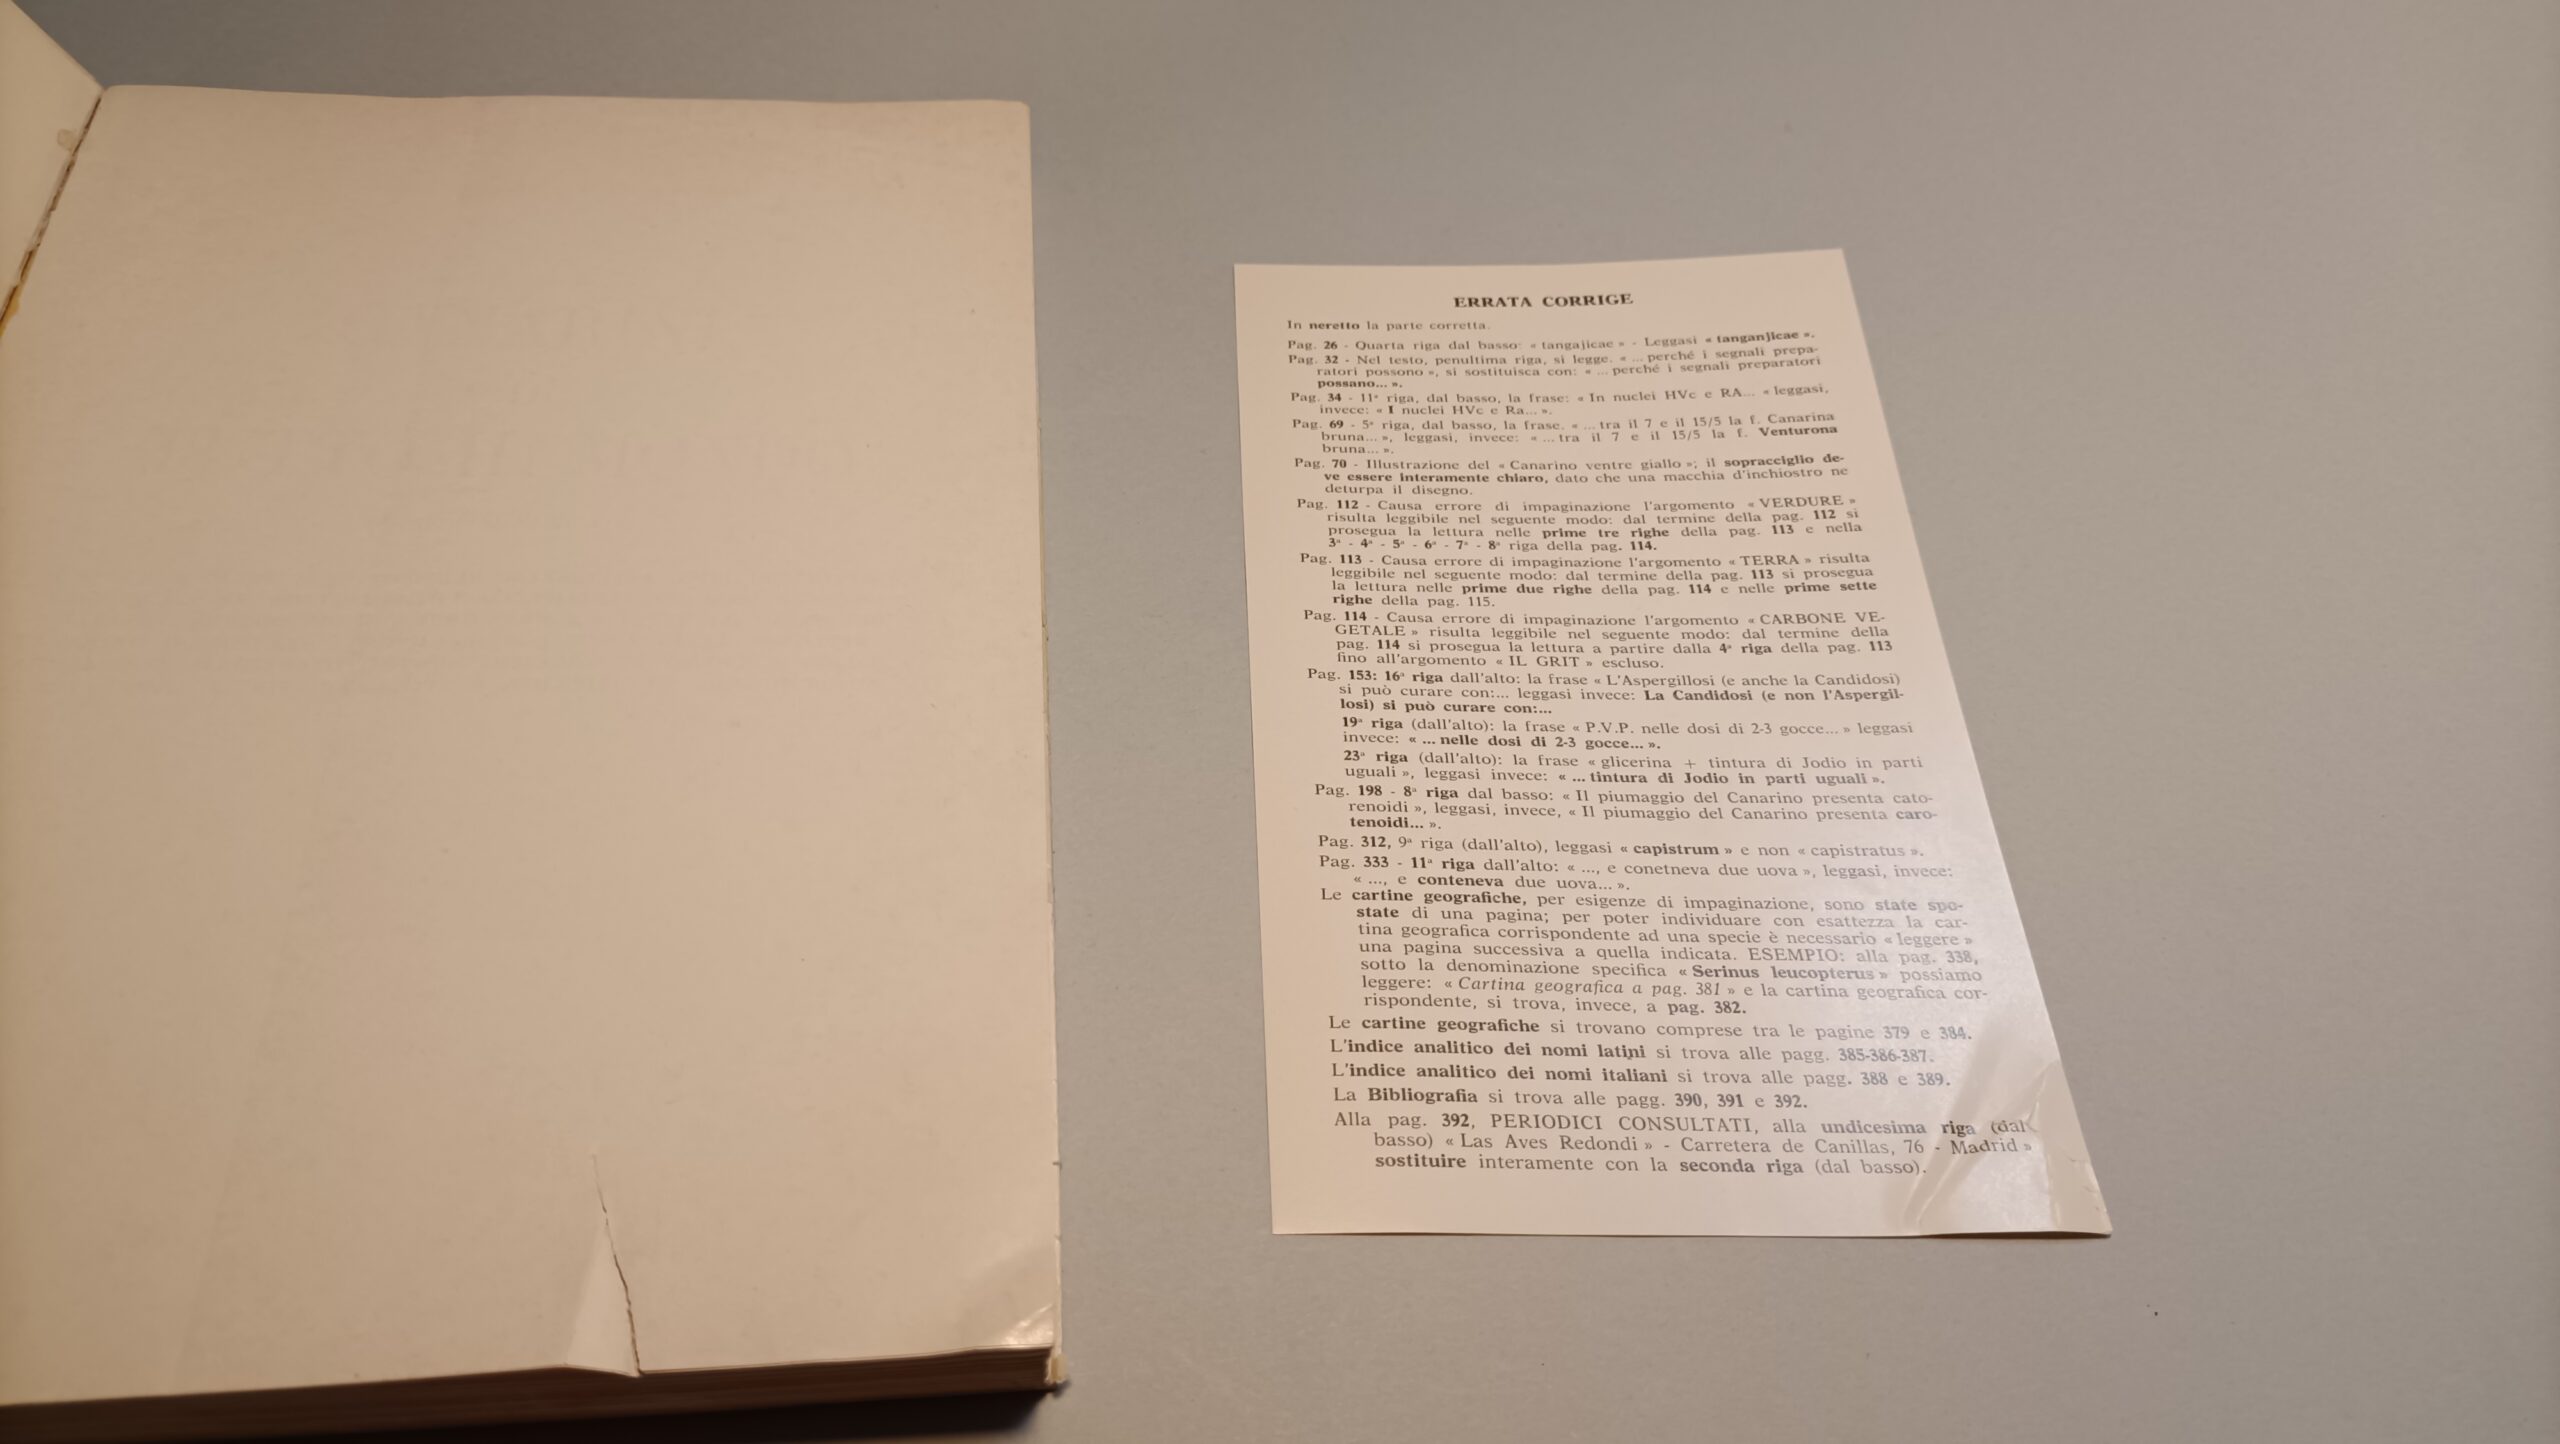 ERRATA CORRIGE
In neretto la parte corretta.
Pag. 26 - Quarta riga dal basso: « tangajicae » - Leggasi « tanganjicae ».
Pag. 32 - Nel testo, penultima riga, si legge. « ... perché i segnali prepa-
ratori possono », si sostituisca con: « ... perché i segnali preparatori
possano... ».
Pag. 34 - 11ª riga, dal basso, la frase: « In nuclei HVc e RA... « leggasi,
invece: « I nuclei HVc e Ra... ».
Pag. 69 - 5ª riga, dal basso, la frase. « ... tra il 7 e il 15/5 la f. Canarina
bruna... », leggasi, invece: « ... tra il 7 e il 15/5 la f. Venturona
bruna... ».
Pag. 70 - Illustrazione del « Canarino ventre giallo »; il sopracciglio de-
ve essere interamente chiaro, dato che una macchia d'inchiostro ne
deturpa il disegno.
Pag. 112 - Causa errore di impaginazione l'argomento « VERDURE »
risulta leggibile nel seguente modo: dal termine della pag. 112 si
prosegua la lettura nelle prime tre righe della pag. 113 e nella
3ª - 4ª - 5ª - 6ª - 7ª - 8ª riga della pag. 114.
Pag. 113 - Causa errore di impaginazione l'argomento « TERRA » risulta
leggibile nel seguente modo: dal termine della pag. 113 si prosegua
la lettura nelle prime due righe della pag. 114 e nelle prime sette
righe della pag. 115.
Pag. 114 - Causa errore di impaginazione l'argomento « CARBONE VE-
GETALE » risulta leggibile nel seguente modo: dal termine della
pag. 114 si prosegua la lettura a partire dalla 4ª riga della pag. 113
fino all'argomento « IL GRIT » escluso.
Pag. 153: 16ª riga dall'alto: la frase « L'Aspergillosi (e anche la Candidosi)
si può curare con:... leggasi invece: La Candidosi (e non l'Aspergil-
losi) si può curare con:...
19ª riga (dall'alto): la frase « P.V.P. nelle dosi di 2-3 gocce... » leggasi
invece: « ... nelle dosi di 2-3 gocce... ».
23ª riga (dall'alto): la frase « glicerina + tintura di Jodio in parti
uguali », leggasi invece: « ... tintura di Jodio in parti uguali ».
Pag. 198 - 8ª riga dal basso: « Il piumaggio del Canarino presenta cato-
renoidi », leggasi, invece, « Il piumaggio del Canarino presenta caro-
tenoidi... ».
Pag. 312, 9ª riga (dall'alto), leggasi « capistrum » e non « capistratus ».
Pag. 333 - 11ª riga dall'alto: « ..., e conetneva due uova », leggasi, invece:
« ..., e conteneva due uova... ».
Le cartine geografiche, per esigenze di impaginazione, sono state spo-
state di una pagina; per poter individuare con esattezza la car-
tina geografica corrispondente ad una specie è necessario « leggere »
una pagina successiva a quella indicata. ESEMPIO: alla pag. 338,
sotto la denominazione specifica « Serinus leucopterus » possiamo
leggere: « Cartina geografica a pag. 381 » e la cartina geografica cor-
rispondente, si trova, invece, a pag. 382.
Le cartine geografiche si trovano comprese tra le pagine 379 e 384.
L'indice analitico dei nomi latini si trova alle pagg. 385-386-387.
L'indice analitico dei nomi italiani si trova alle pagg. 388 e 389.
La Bibliografia si trova alle pagg. 390, 391 e 392.
Alla pag. 392, PERIODICI CONSULTATI, alla undicesima riga (dal
basso) « Las Aves Redondi » - Carretera de Canillas, 76 - Madrid »
sostituire interamente con la seconda riga (dal basso).